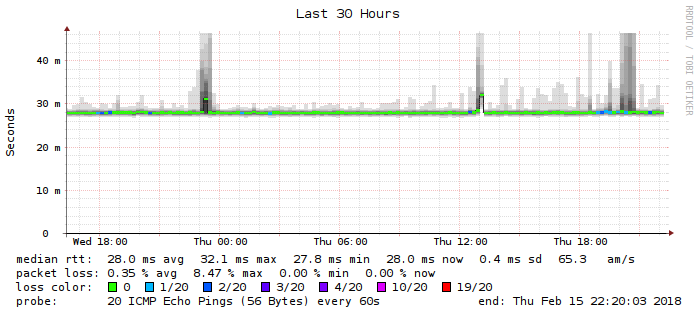 Last 30 Hours
RRDTOOL / TOBI OETIKER
Seconds
40 m
30 m
20 m
10 m
0
Wed 18:00 Thu 00:00 Thu 06:00 Thu 12:00 Thu 18:00
median rtt: 28.0 ms avg 32.1 ms max 27.8 ms min 28.0 ms now 0.4 ms sd 65.3 am/s
packet loss: 0.35 % avg 8.47 % max 0.00 % min 0.00 % now
loss color: 0 1/20 2/20 3/20 4/20 10/20 19/20
probe: 20 ICMP Echo Pings (56 Bytes) every 60s end: Thu Feb 15 22:20:03 2018